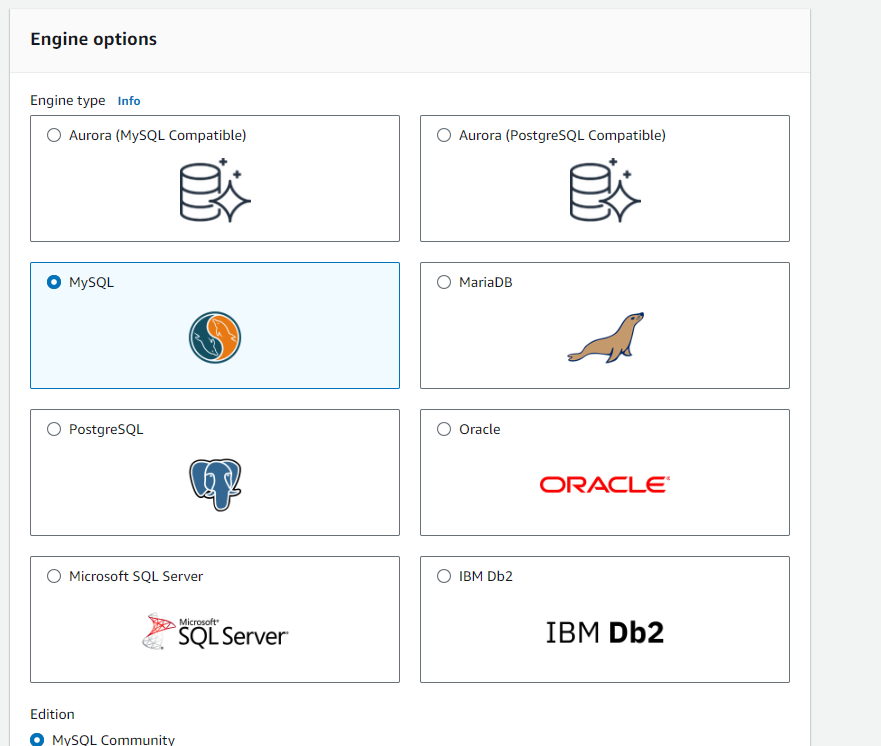 Engine options
Engine type Info
Aurora (MySQL Compatible)
Aurora (PostgreSQL Compatible)
MySQL
MariaDB
PostgreSQL
Oracle
ORACLE
Microsoft SQL Server
Microsoft®
SQL Server
IBM Db2
IBM Db2
Edition
MySQL Community